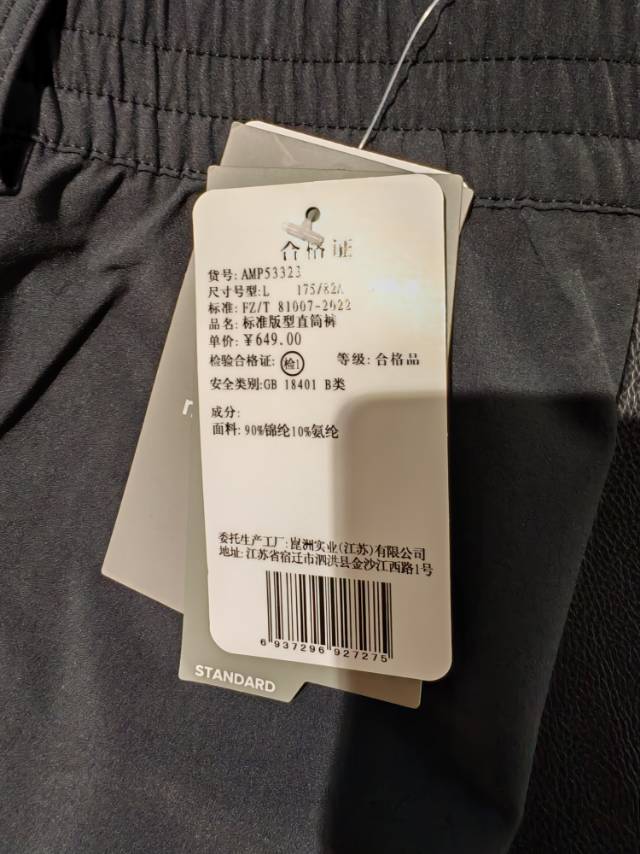 合格证
货号: AMP53323
尺寸号型:L 175/82A
标准: FZ/T 81007-2022
品名: 标准版型直筒裤
单价: ¥649.00
检验合格证: 检1 等级: 合格品
安全类别:GB 18401 B类
成分:
面料: 90%锦纶10%氨纶
委托生产工厂: 崑洲实业(江苏)有限公司
地址: 江苏省宿迁市泗洪县金沙江西路1号
6 937296 927275
STANDARD